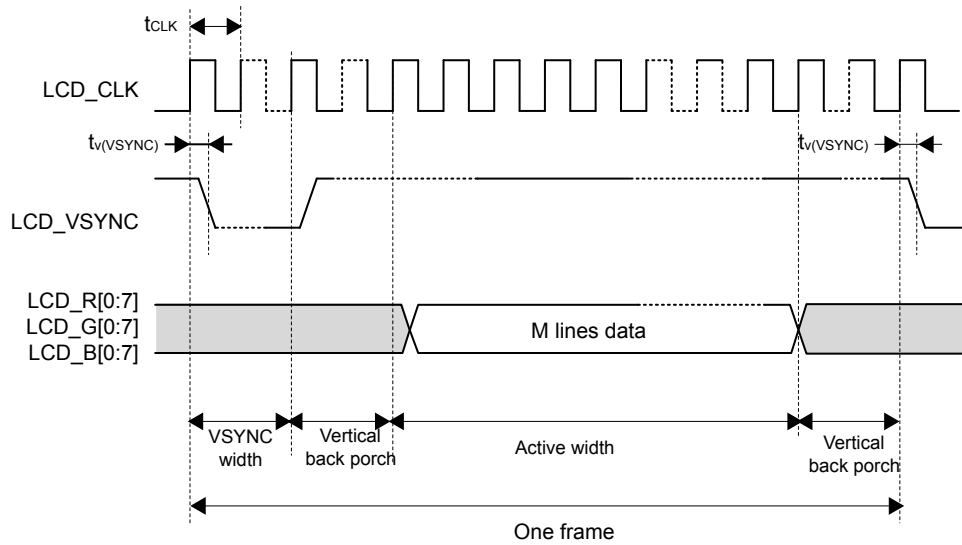 tCLK
LCD_CLK
tv(VSYNC)
tv(VSYNC)
LCD_VSYNC
LCD_R[0:7]
LCD_G[0:7]
LCD_B[0:7]
M lines data
VSYNC
width
Vertical
back porch
Active width
Vertical
back porch
One frame